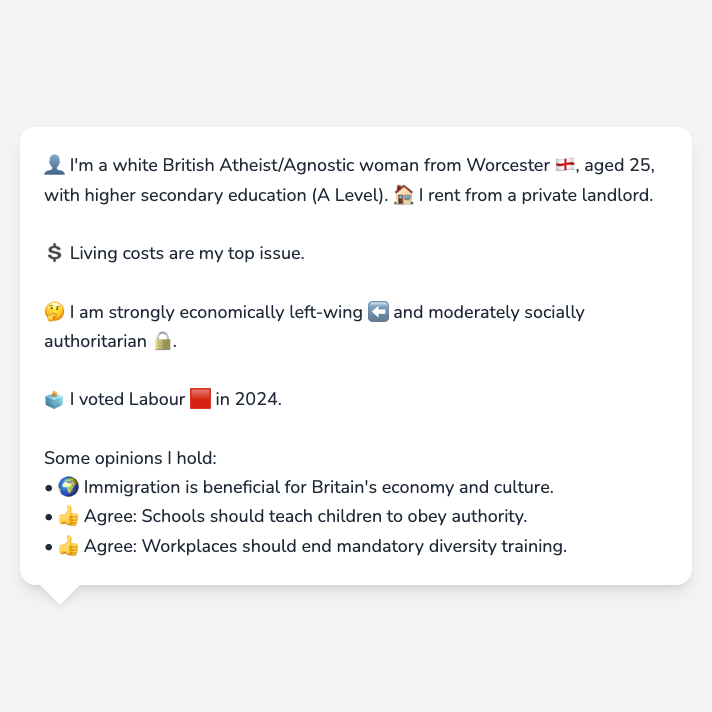 👤 I'm a white British Atheist/Agnostic woman from Worcester 🏴󠁧󠁢󠁥󠁮󠁧󠁿, aged 25,
with higher secondary education (A Level). 🏠 I rent from a private landlord.
💲 Living costs are my top issue.
🤔 I am strongly economically left-wing ⬅️ and moderately socially
authoritarian 🔒.
🗳️ I voted Labour 🟥 in 2024.
Some opinions I hold:
• 🌍 Immigration is beneficial for Britain's economy and culture.
• 👍 Agree: Schools should teach children to obey authority.
• 👍 Agree: Workplaces should end mandatory diversity training.